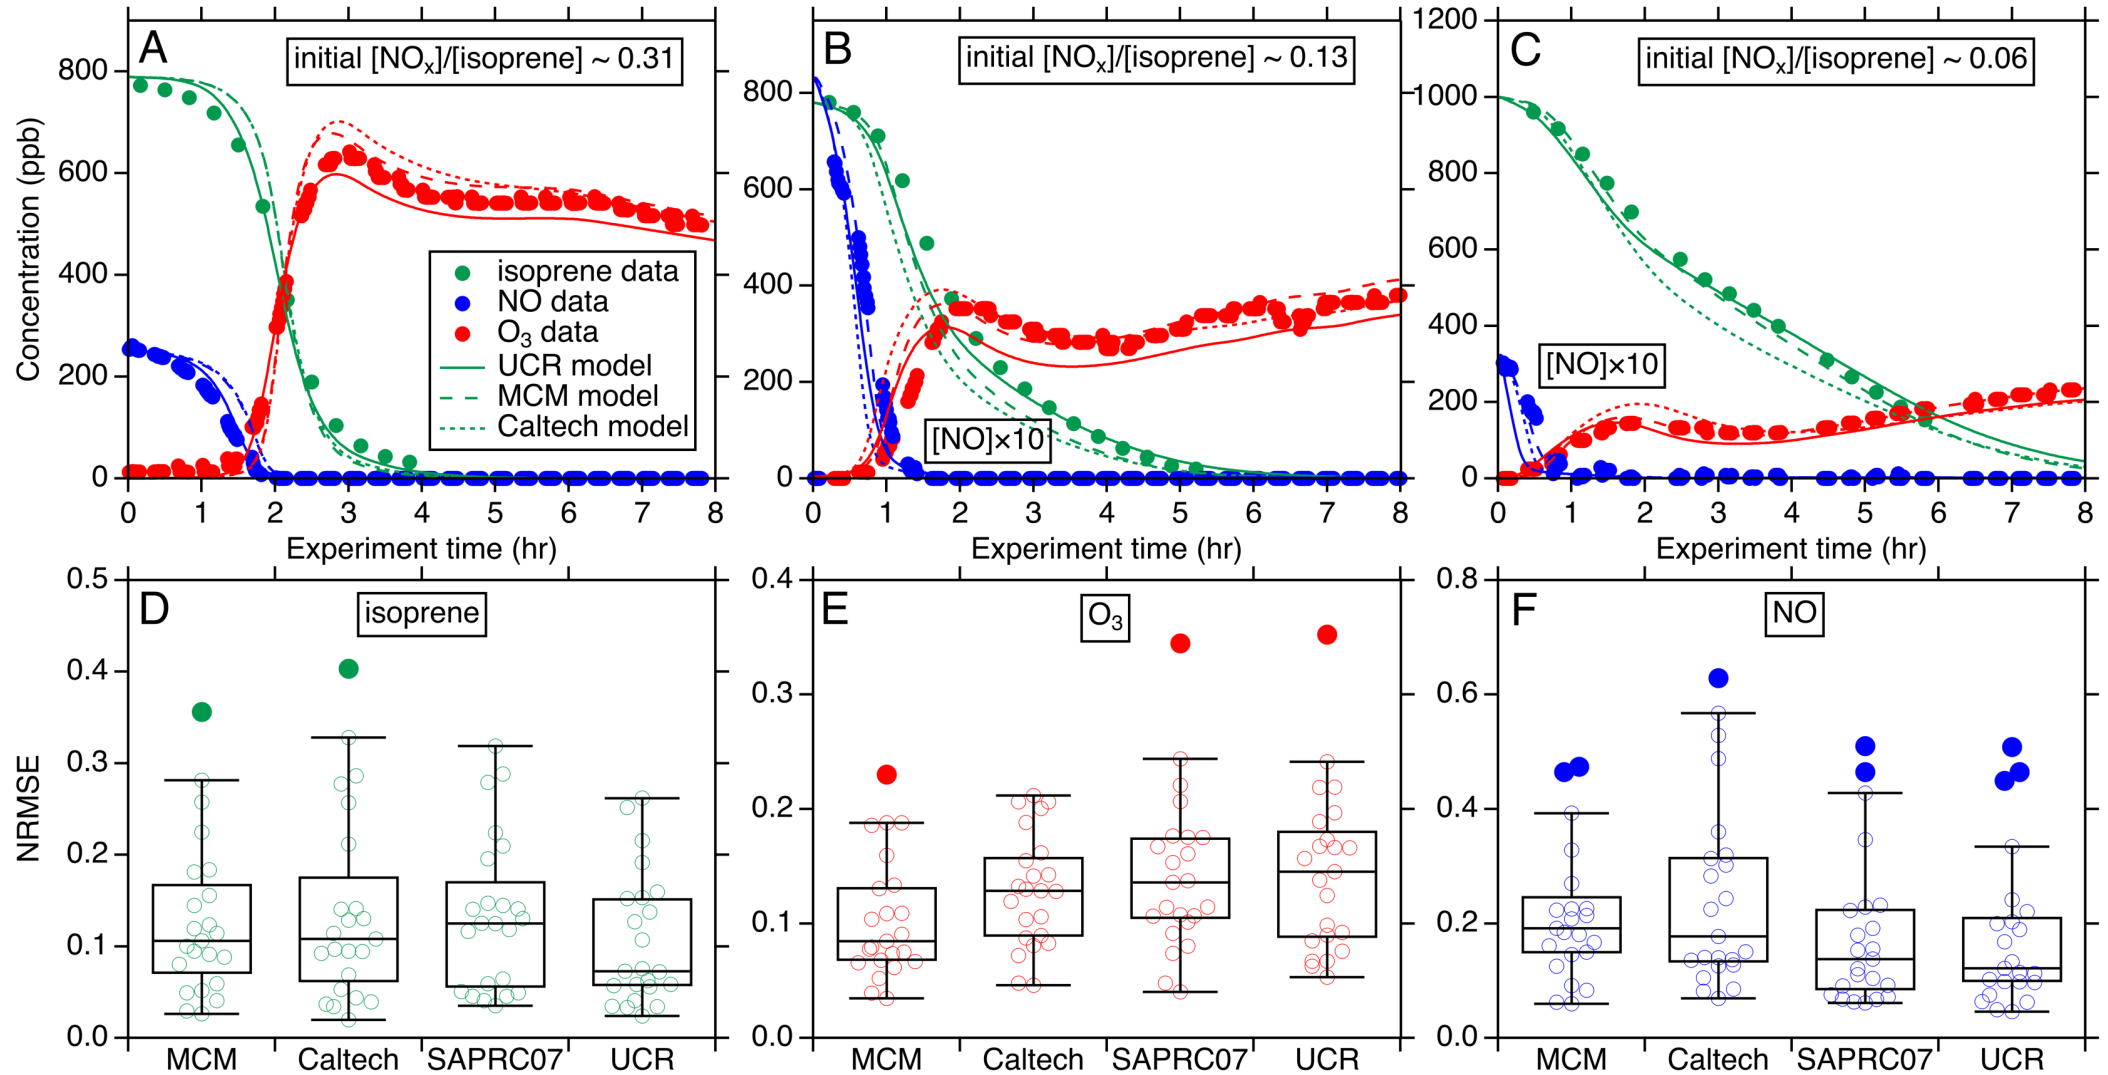 A
initial [NOx]/[isoprene] ~ 0.31
B
initial [NOx]/[isoprene] ~ 0.13
C
initial [NOx]/[isoprene] ~ 0.06
Concentration (ppb)
800
600
400
200
0
800
600
400
200
0
1200
1000
800
600
400
200
0
isoprene data
NO data
O3 data
UCR model
MCM model
Caltech model
[NO]×10
[NO]×10
0 1 2 3 4 5 6 7 8
0 1 2 3 4 5 6 7 8
0 1 2 3 4 5 6 7 8
Experiment time (hr)
Experiment time (hr)
Experiment time (hr)
D
isoprene
E
O3
F
NO
NRMSE
0.5
0.4
0.3
0.2
0.1
0.0
0.4
0.3
0.2
0.1
0.0
0.8
0.6
0.4
0.2
0.0
MCM Caltech SAPRC07 UCR
MCM Caltech SAPRC07 UCR
MCM Caltech SAPRC07 UCR